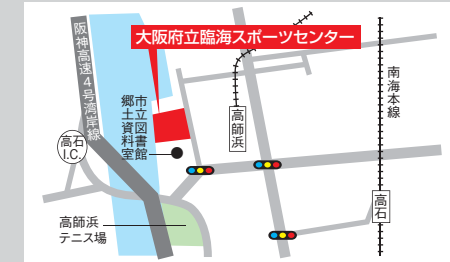 大阪府立臨海スポーツセンター
阪神高速4号湾岸線
市立図書館
郷土資料室
高石
I.C.
高師浜
南海本線
高石
高師浜
テニス場